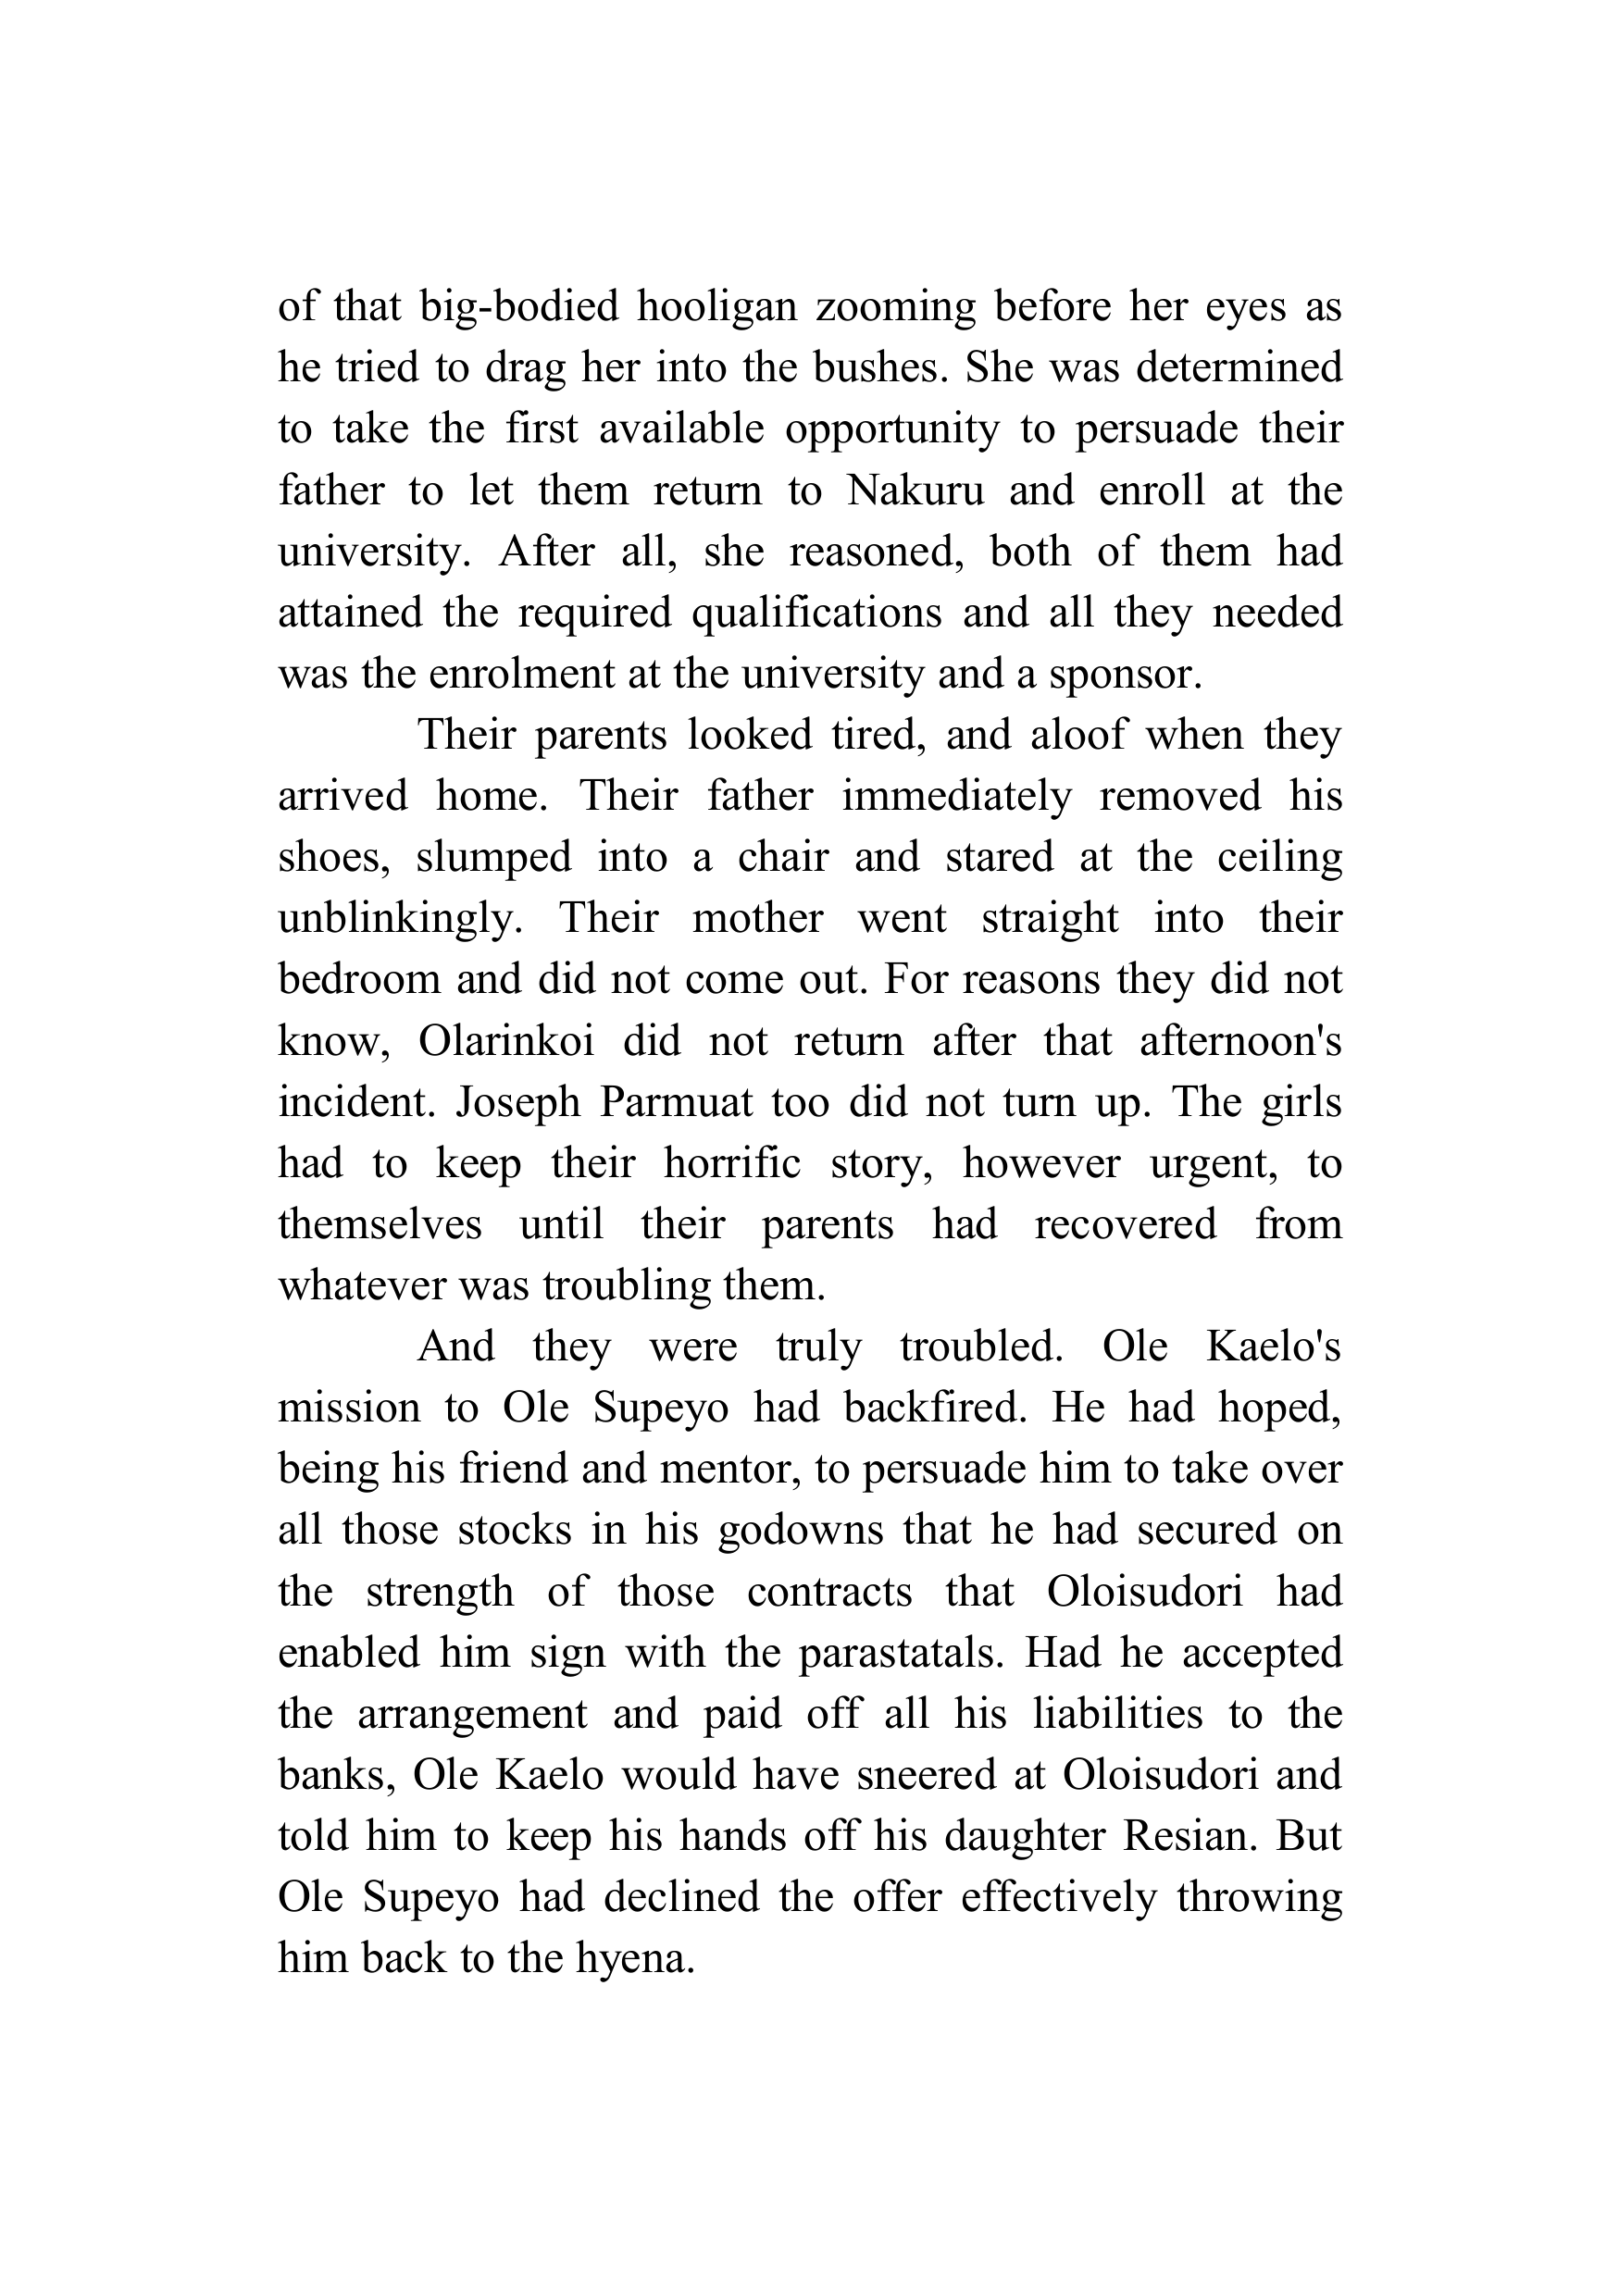 of that big-bodied hooligan zooming before her eyes as
he tried to drag her into the bushes. She was determined
to take the first available opportunity to persuade their
father to let them return to Nakuru and enroll at the
university. After all, she reasoned, both of them had
attained the required qualifications and all they needed
was the enrolment at the university and a sponsor.
Their parents looked tired, and aloof when they
arrived home. Their father immediately removed his
shoes, slumped into a chair and stared at the ceiling
unblinkingly. Their mother went straight into their
bedroom and did not come out. For reasons they did not
know, Olarinkoi did not return after that afternoon's
incident. Joseph Parmuat too did not turn up. The girls
had to keep their horrific story, however urgent, to
themselves until their parents had recovered from
whatever was troubling them.
And they were truly troubled. Ole Kaelo's
mission to Ole Supeyo had backfired. He had hoped,
being his friend and mentor, to persuade him to take over
all those stocks in his godowns that he had secured on
the strength of those contracts that Oloisudori had
enabled him sign with the parastatals. Had he accepted
the arrangement and paid off all his liabilities to the
banks, Ole Kaelo would have sneered at Oloisudori and
told him to keep his hands off his daughter Resian. But
Ole Supeyo had declined the offer effectively throwing
him back to the hyena.